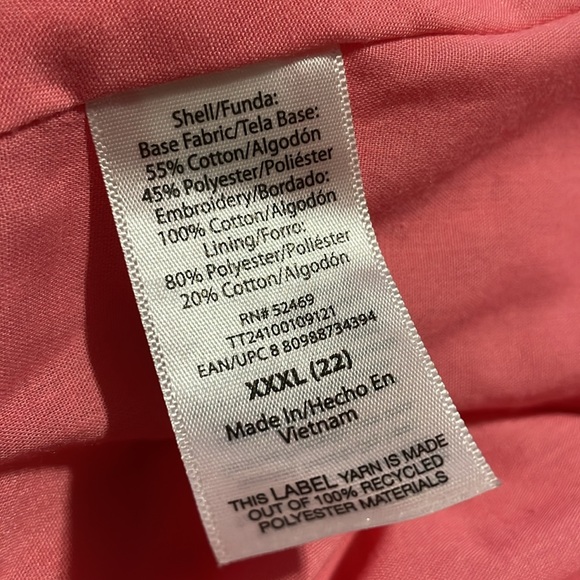 Shell/Funda:
Base Fabric/Tela Base:
55% Cotton/Algodón
45% Polyester/Poliéster
Embroidery/Bordado:
100% Cotton/Algodón
Lining/Forro:
80% Polyester/Poliéster
20% Cotton/Algodón
RN# 52469
TT24100109121
EAN/UPC 8 80988734394
XXXL (22)
Made In/Hecho En
Vietnam
THIS LABEL YARN IS MADE
OUT OF 100% RECYCLED
POLYESTER MATERIALS